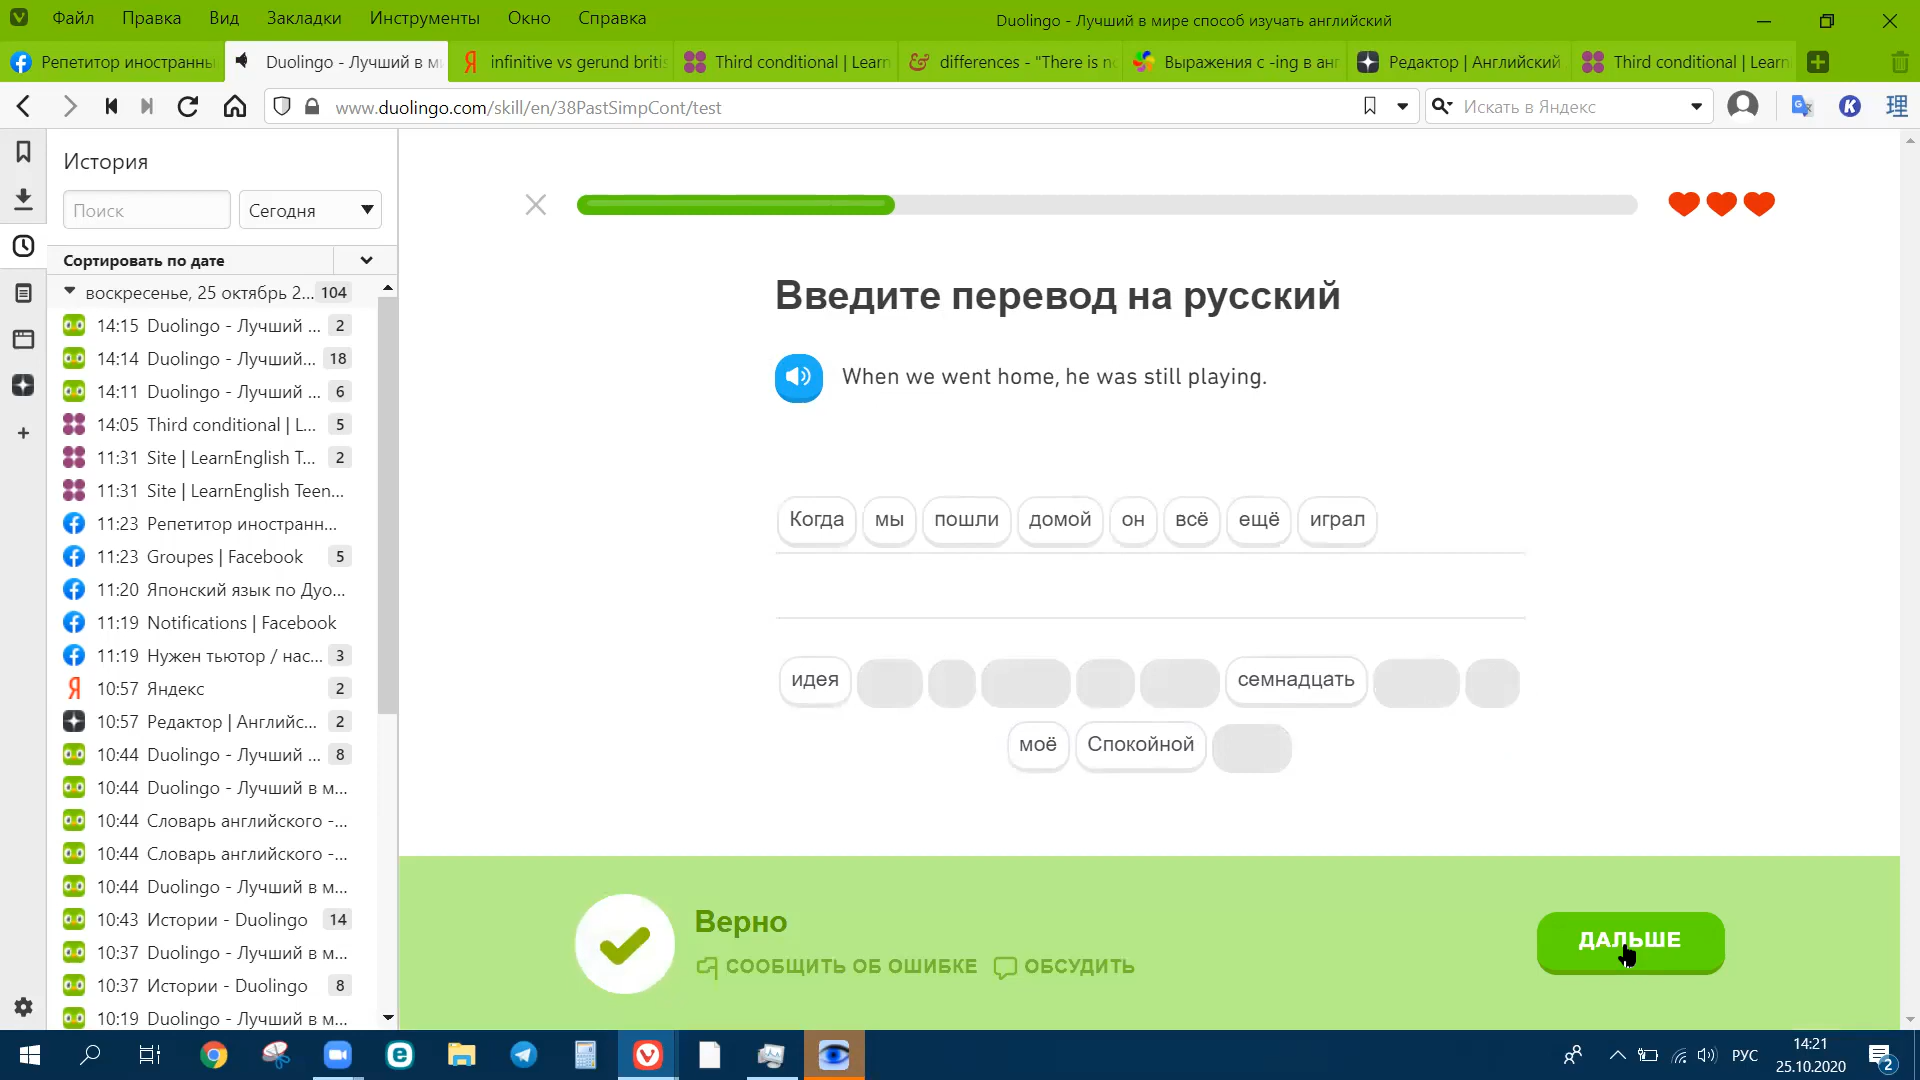 Файл Правка Вид Закладки Инструменты Окно Справка Duolingo - Лучший в мире способ изучать английский
Репетитор иностранны Duolingo - Лучший в м infinitive vs gerund britis Third conditional | Learn differences - "There is no Выражения с -ing в анг Редактор | Английский Third conditional | Learn
www.duolingo.com/skill/en/38PastSimpCont/test Искать в Яндекс
История
Поиск Сегодня
Сортировать по дате
воскресенье, 25 октябрь 2... 104
14:15 Duolingo - Лучший ... 2
14:14 Duolingo - Лучший... 18
14:11 Duolingo - Лучший ... 6
14:05 Third conditional | L... 5
11:31 Site | LearnEnglish T... 2
11:31 Site | LearnEnglish Teen...
11:23 Репетитор иностранн...
11:23 Groupes | Facebook 5
11:20 Японский язык по Дуо...
11:19 Notifications | Facebook
11:19 Нужен тьютор / нас... 3
10:57 Яндекс 2
10:57 Редактор | Английс... 2
10:44 Duolingo - Лучший ... 8
10:44 Duolingo - Лучший в м...
10:44 Словарь английского -...
10:44 Словарь английского -...
10:44 Duolingo - Лучший в м...
10:43 Истории - Duolingo 14
10:37 Duolingo - Лучший в м...
10:37 Истории - Duolingo 8
10:19 Duolingo - Лучший в м...
Введите перевод на русский
When we went home, he was still playing.
Когда мы пошли домой он всё ещё играл
идея семнадцать
моё Спокойной
Верно
СООБЩИТЬ ОБ ОШИБКЕ ОБСУДИТЬ
ДАЛЬШЕ
РУС 14:21
25.10.2020 2